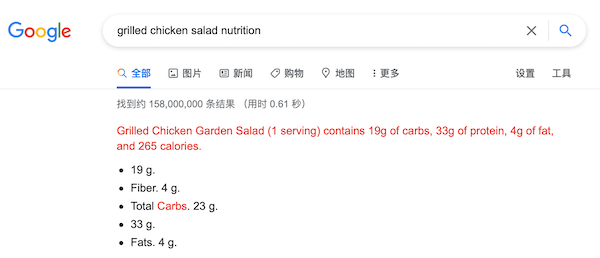 Google
grilled chicken salad nutrition
全部 图片 新闻 购物 地图 更多 设置 工具
找到约 158,000,000 条结果 （用时 0.61 秒）
Grilled Chicken Garden Salad (1 serving) contains 19g of carbs, 33g of protein, 4g of fat,
and 265 calories.
• 19 g.
• Fiber. 4 g.
• Total Carbs. 23 g.
• 33 g.
• Fats. 4 g.